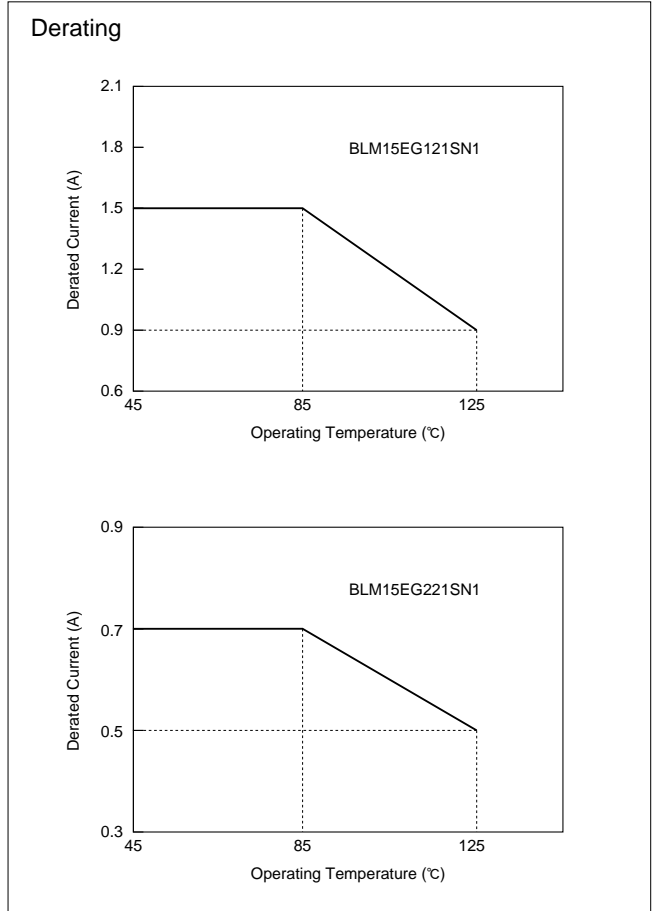 Derating
2.1
1.8
1.5
1.2
0.9
0.6
Derated Current (A)
BLM15EG121SN1
45 85 125
Operating Temperature (℃)
0.9
0.7
0.5
0.3
Derated Current (A)
BLM15EG221SN1
45 85 125
Operating Temperature (℃)